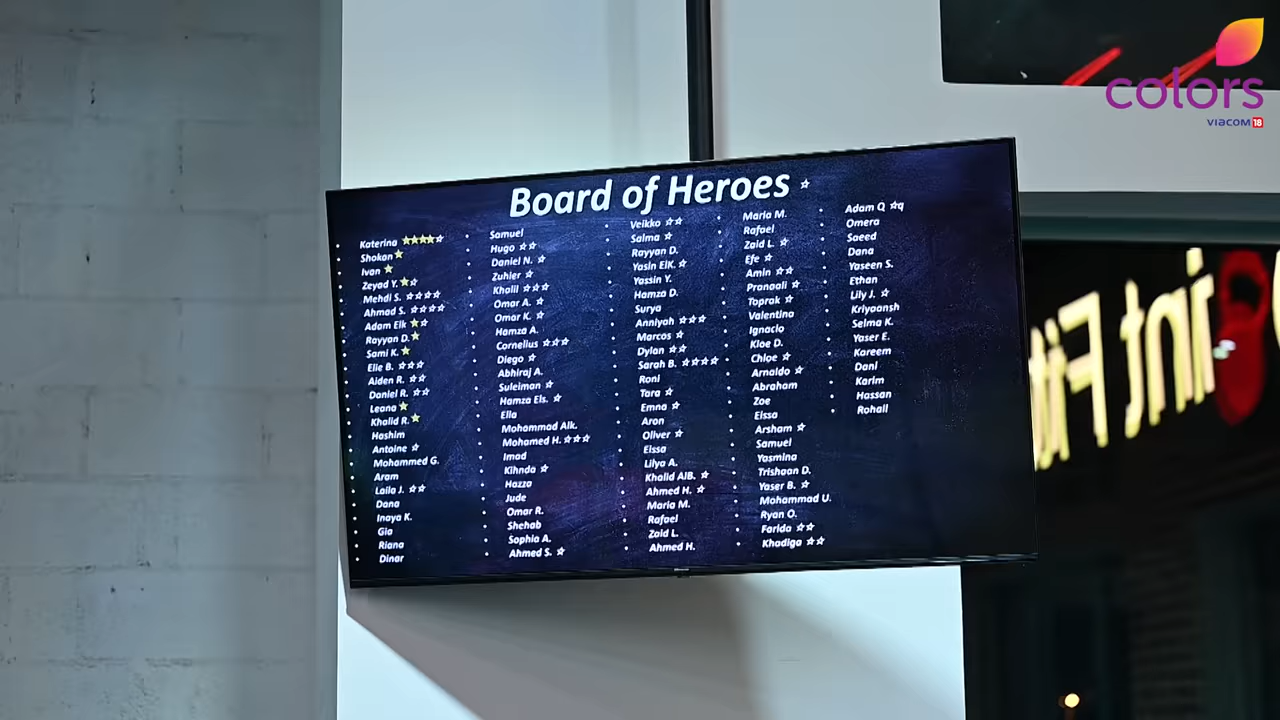 colors
VIACOM 18
Board of Heroes ☆
Katerina ★★★★☆
Shokan ★
Ivan ★
Zeyad Y. ★☆
Mehdi S. ☆☆☆☆
Ahmad S. ☆☆☆☆
Adam Elk ★☆
Rayyan D. ★
Sami K. ★
Elie B. ☆☆☆
Aiden R. ☆☆
Daniel R. ☆☆
Leana ★
Khalid R. ★
Hashim
Antoine ☆
Mohammed G.
Aram
Laila J. ☆☆
Dana
Inaya K.
Gia
Riana
Dinar
Samuel
Hugo ☆☆
Daniel N. ☆
Zuhier ☆
Khalil ☆☆☆
Omar A. ☆
Omar K. ☆
Hamza A.
Cornelius ☆☆☆
Diego ☆
Abhiraj A.
Suleiman ☆
Hamza Els. ☆
Ella
Mohammad Alk.
Mohamed H. ☆☆☆
Imad
Kihnda ☆
Hazza
Jude
Omar R.
Shehab
Sophia A.
Ahmed S. ☆
Veikko ☆☆
Salma ☆
Rayyan D.
Yasin ElK. ☆
Yassin Y.
Hamza D.
Surya
Anniyah ☆☆☆
Marcos ☆
Dylan ☆☆
Sarah B. ☆☆☆☆
Roni
Tara ☆
Emna ☆
Aron
Oliver ☆
Eissa
Lilya A.
Khalid AlB. ☆
Ahmed H. ☆
Maria M.
Rafael
Zaid L.
Ahmed H.
Maria M.
Rafael
Zaid L. ☆
Efe ☆
Amin ☆☆
Pranaali ☆
Toprak ☆
Valentino
Ignacio
Kloe D.
Chloe ☆
Arnaldo ☆
Abraham
Zoe
Eissa
Arsham ☆
Samuel
Yasmina
Trishaan D.
Yaser B. ☆
Mohammad U.
Ryan O.
Farida ☆☆
Khadiga ☆☆
Adam Q ☆q
Omera
Saeed
Dana
Yaseen S.
Ethan
Lily J. ☆
Kriyaansh
Selma K.
Yaser E.
Kareem
Dani
Karim
Hassan
Rohail